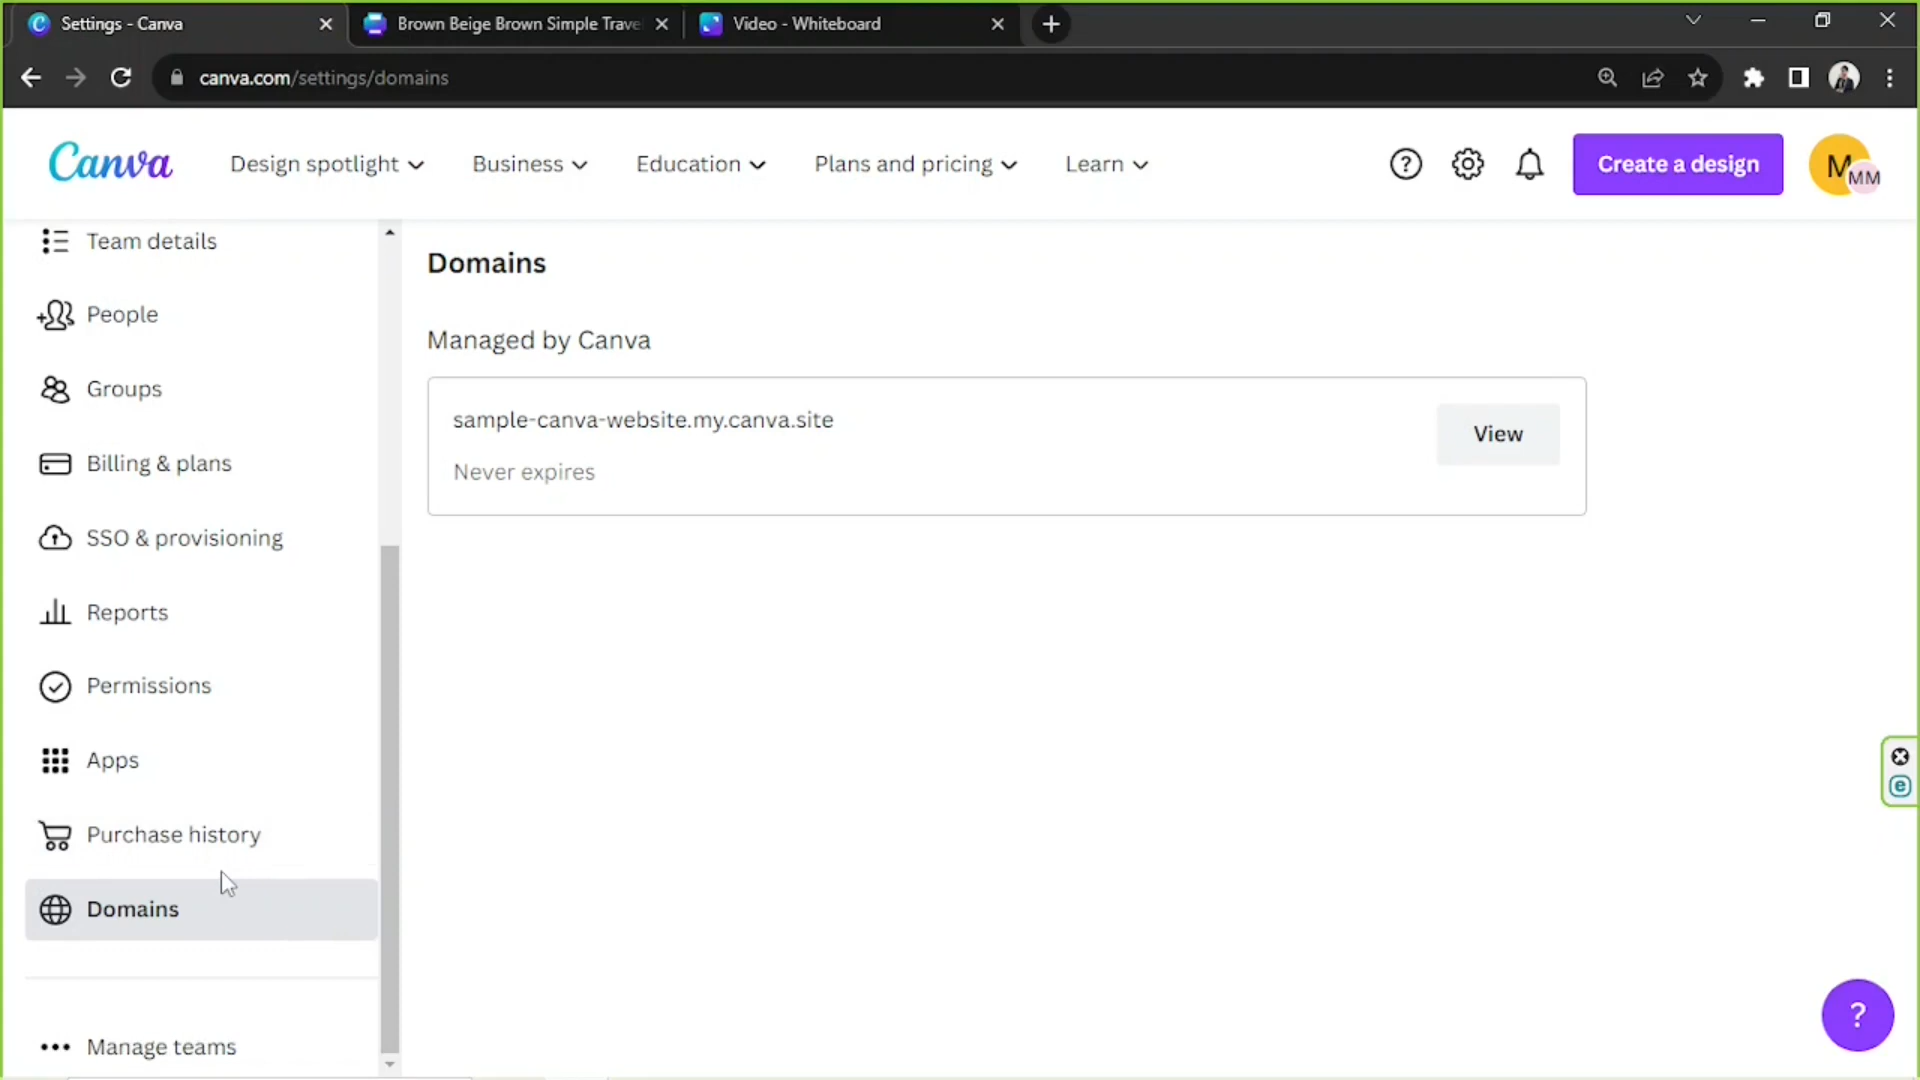 Settings - Canva
Brown Beige Brown Simple Trave
Video - Whiteboard
canva.com/settings/domains
Canva
Design spotlight
Business
Education
Plans and pricing
Learn
?
Create a design
M
MM
Team details
People
Groups
Billing & plans
SSO & provisioning
Reports
Permissions
Apps
Purchase history
Domains
Manage teams
Domains
Managed by Canva
sample-canva-website.my.canva.site
Never expires
View
e
?